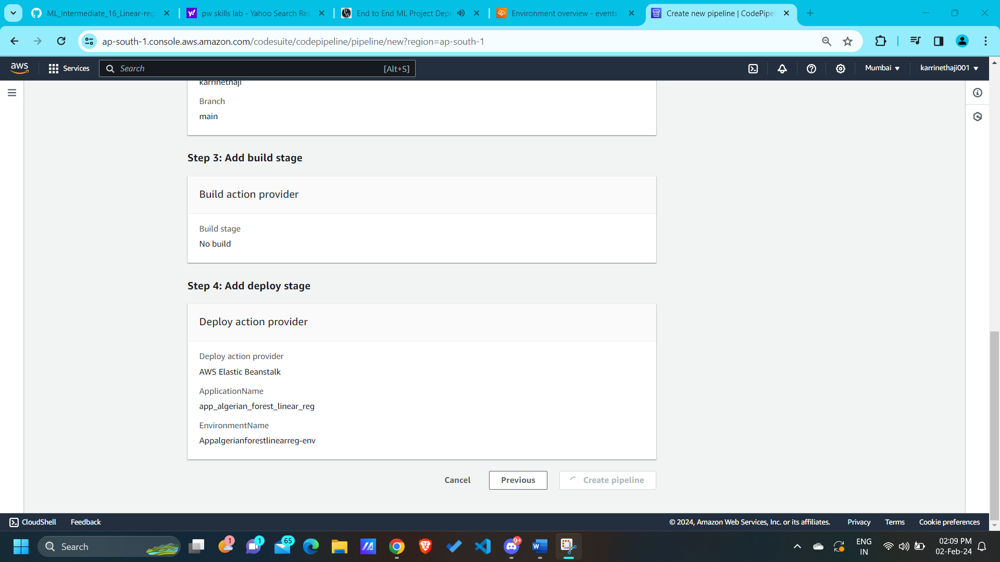 ML_Intermediate_16_Linear-reg
pw skills lab - Yahoo Search Res
End to End ML Project Depl
Environment overview - events
Create new pipeline | CodePipel
ap-south-1.console.aws.amazon.com/codesuite/codepipeline/pipeline/new?region=ap-south-1
aws
Services
Search
[Alt+S]
Mumbai
karrinethaji001
karrinethaji
Branch
main
Step 3: Add build stage
Build action provider
Build stage
No build
Step 4: Add deploy stage
Deploy action provider
Deploy action provider
AWS Elastic Beanstalk
ApplicationName
app_algerian_forest_linear_reg
EnvironmentName
Appalgerianforestlinearreg-env
Cancel
Previous
Create pipeline
CloudShell
Feedback
© 2024, Amazon Web Services, Inc. or its affiliates.
Privacy
Terms
Cookie preferences
Search
1
1
65
9+
ENG
IN
02:09 PM
02-Feb-24